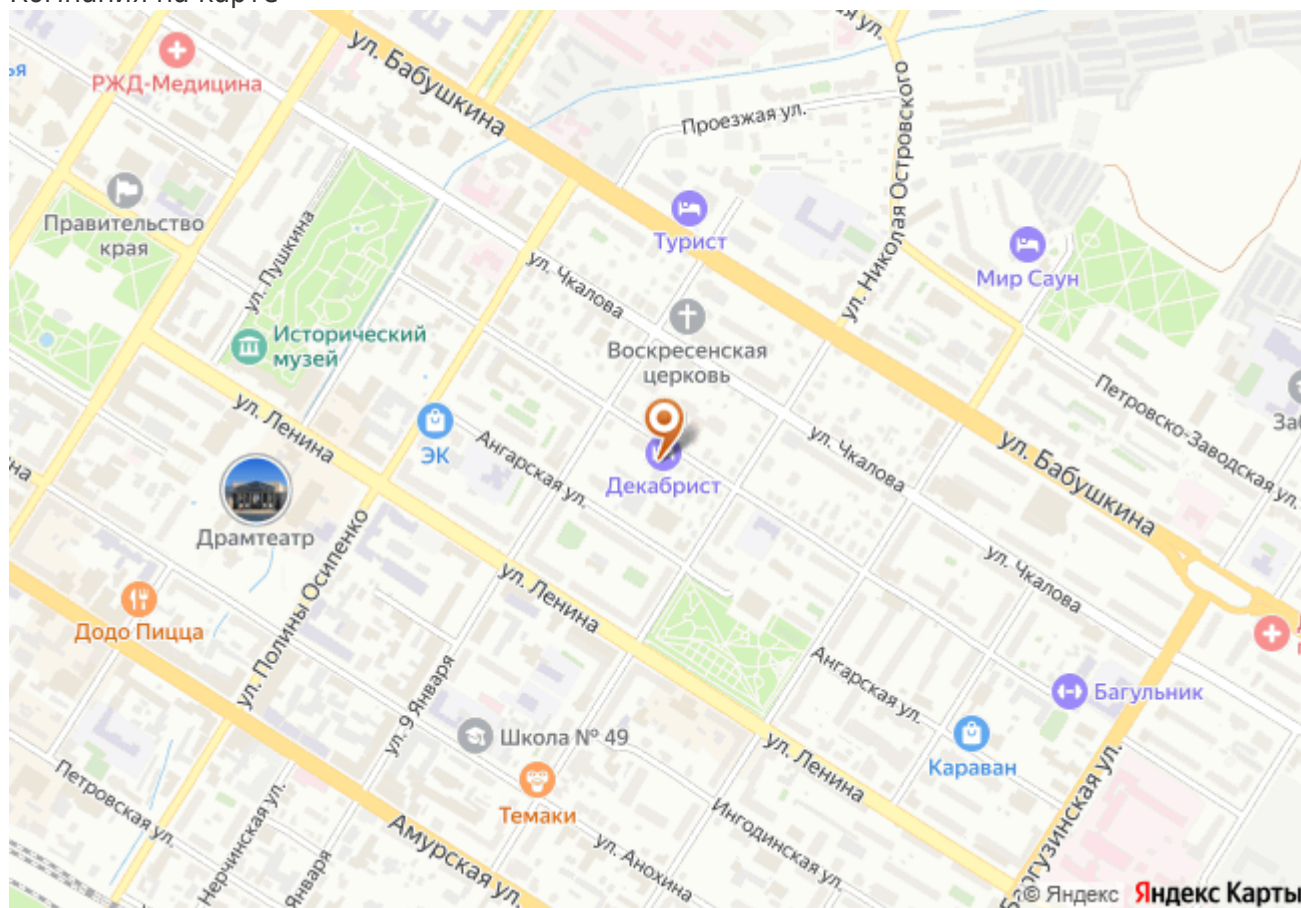 РЖД-Медицина
ул. Бабушкина
Проезжая ул.
ул. Николая Островского
Правительство
края
ул. Пушкина
Турист
Мир Саун
ул. Чкалова
Исторический
музей
Воскресенская
церковь
Петровско-Заводская ул.
ул. Ленина
ЭК
Ангарская ул.
Декабрист
ул. Чкалова
ул. Бабушкина
Драмтеатр
ул. Полины Осипенко
ул. Ленина
ул. Чкалова
Додо Пицца
ул. 9 Января
Ангарская ул.
Багульник
Школа № 49
ул. Ленина
Караван
Темаки
Петровская ул.
Нерчинская ул.
Января
Амурская ул.
ул. Анохина
Ингодинская ул.
© Яндекс Яндекс Карты